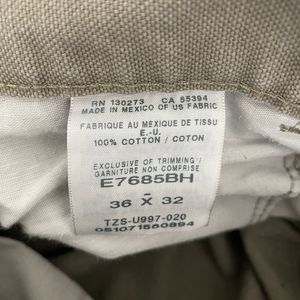 RN 130273 CA 55394
MADE IN MEXICO OF US FABRIC
FABRIQUE AU MEXIQUE DE TISSU
E.-U.
100% COTTON / COTON
EXCLUSIVE OF TRIMMING /
GARNITURE NON COMPRISE
E7685BH
-
36 X 32
TZS-U997-020
051071560894